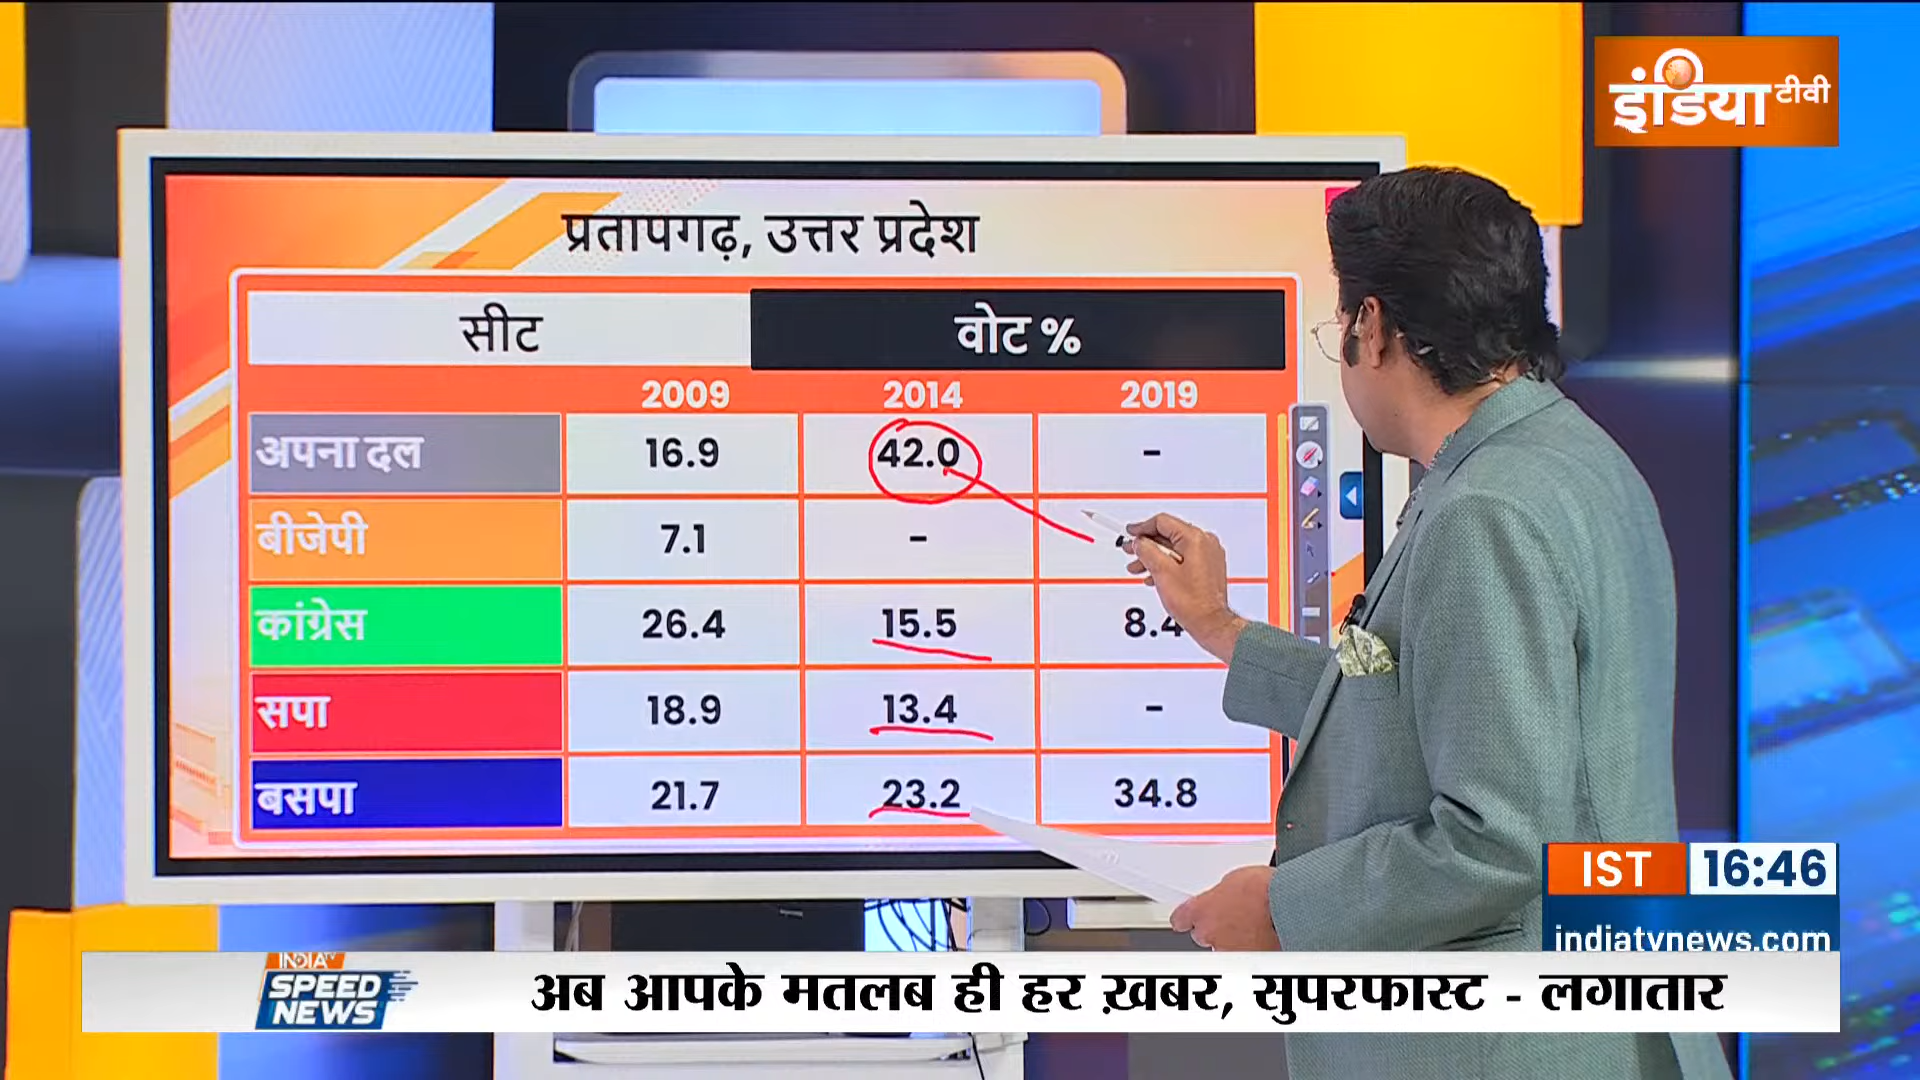 इंडिया टीवी
प्रतापगढ़, उत्तर प्रदेश
सीट वोट %
2009 2014 2019
अपना दल 16.9 42.0 -
बीजेपी 7.1 -
कांग्रेस 26.4 15.5 8.4
सपा 18.9 13.4 -
बसपा 21.7 23.2 34.8
IST 16:46
indiatvnews.com
INDIA TV
SPEED
NEWS
अब आपके मतलब ही हर ख़बर, सुपरफास्ट - लगातार